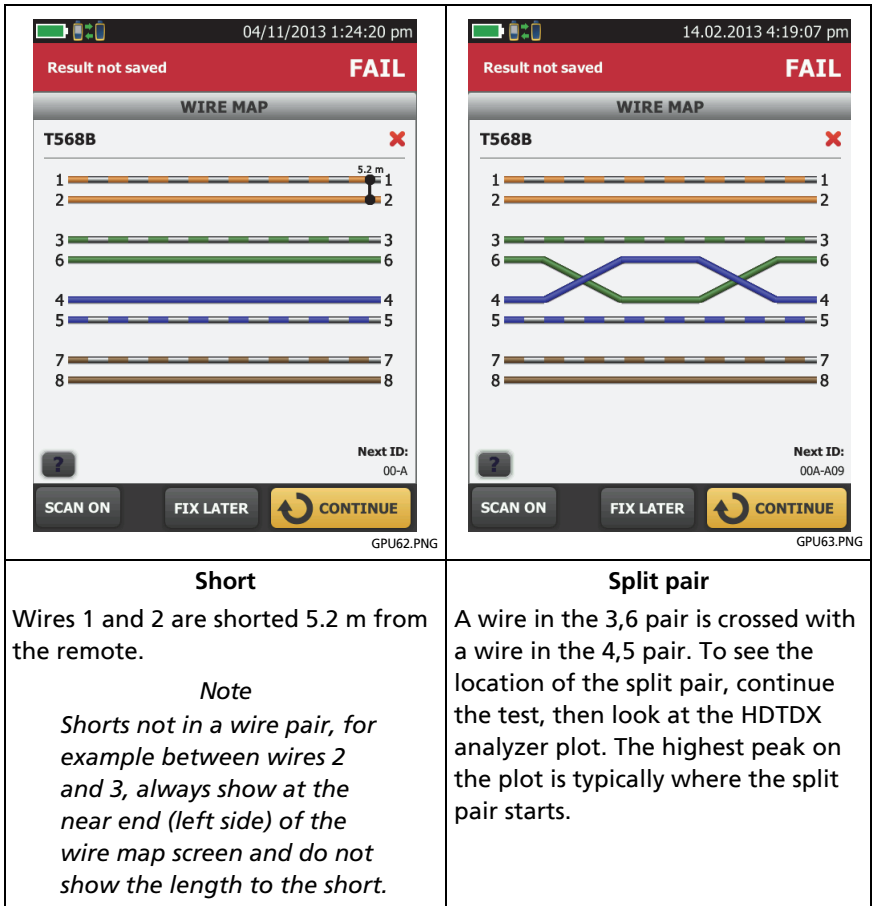 04/11/2013 1:24:20 pm
Result not saved FAIL
WIRE MAP
T568B
5.2 m
1 1
2 2
3 3
6 6
4 4
5 5
7 7
8 8
Next ID:
? 00-A
SCAN ON FIX LATER CONTINUE
GPU62.PNG
14.02.2013 4:19:07 pm
Result not saved FAIL
WIRE MAP
T568B
1 1
2 2
3 3
6 6
4 4
5 5
7 7
8 8
Next ID:
? 00A-A09
SCAN ON FIX LATER CONTINUE
GPU63.PNG
Short
Wires 1 and 2 are shorted 5.2 m from
the remote.
Note
Shorts not in a wire pair, for
example between wires 2
and 3, always show at the
near end (left side) of the
wire map screen and do not
show the length to the short.
Split pair
A wire in the 3,6 pair is crossed with
a wire in the 4,5 pair. To see the
location of the split pair, continue
the test, then look at the HDTDX
analyzer plot. The highest peak on
the plot is typically where the split
pair starts.